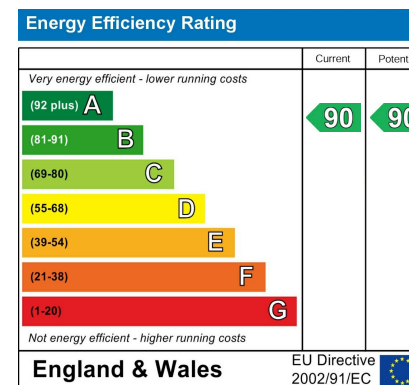 Energy Efficiency Rating
Current Potent
Very energy efficient - lower running costs
(92 plus) A
(81-91) B
(69-80) C
(55-68) D
(39-54) E
(21-38) F
(1-20) G
90 90
Not energy efficient - higher running costs
England & Wales
EU Directive
2002/91/EC